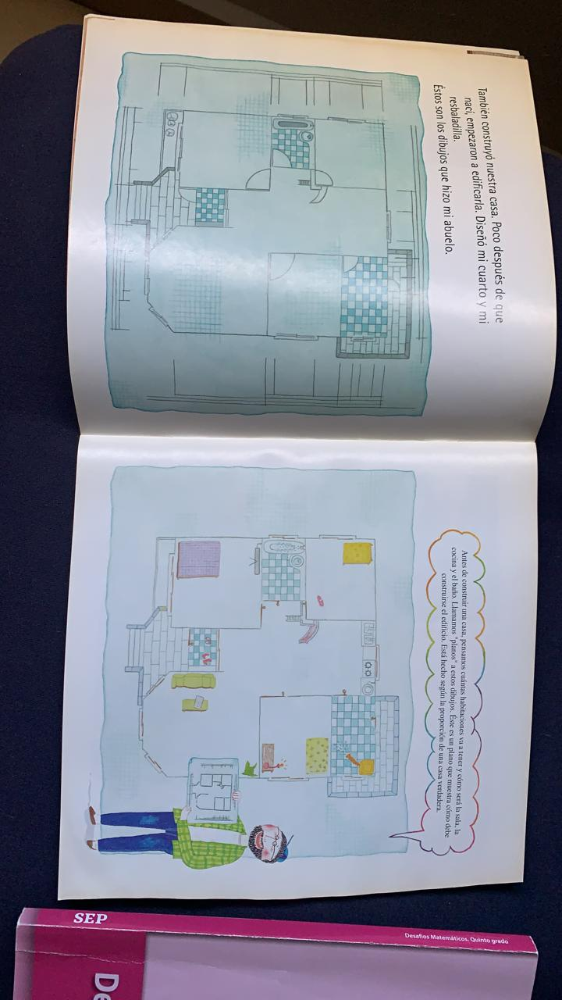 También construyó nuestra casa. Poco después de que
nací, empezaron a edificarla. Diseñó mi cuarto y mi
resbaladilla.
Éstos son los dibujos que hizo mi abuelo.
Antes de construir una casa, pensamos cuántas habitaciones va a tener y cómo será la sala, la
cocina y el baño. Llamamos "planos" a estos dibujos. Éste es un plano que muestra cómo debe
construirse el edificio. Está hecho según la proporción de una casa verdadera.
SEP
Desafíos Matemáticos. Quinto grado
De